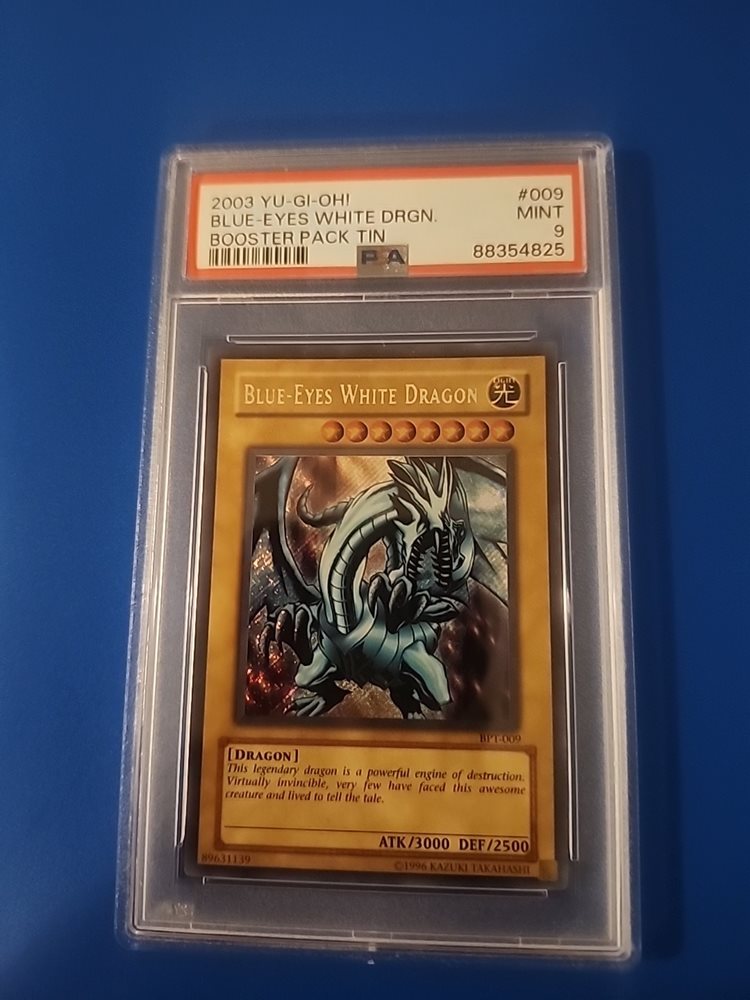 2003 YU-GI-OH! #009
BLUE-EYES WHITE DRGN. MINT
BOOSTER PACK TIN 9
PSA 88354825
BLUE-EYES WHITE DRAGON LIGHT 光
BPT-009
[DRAGON]
This legendary dragon is a powerful engine of destruction.
Virtually invincible, very few have faced this awesome
creature and lived to tell the tale.
ATK/3000 DEF/2500
89631139 ©1996 KAZUKI TAKAHASHI